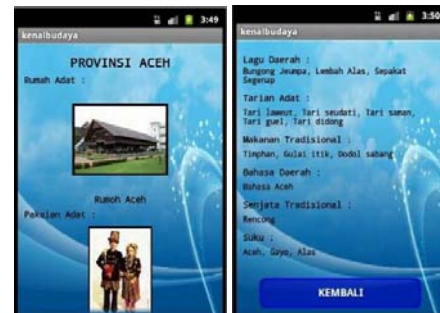 3:49
kenalbudaya
PROVINSI ACEH
Rumah Adat :
Rumoh Aceh
Pakaian Adat :
3:50
kenalbudaya
Lagu Daerah :
Bungong Jeumpa, Lembah Alas, Sepakat
Segenap
Tarian Adat :
Tari laweut, Tari seudati, Tari saman,
Tari guel, Tari didong
Makanan Tradisional :
Timphan, Gulai itik, Dodol sabang
Bahasa Daerah :
Bahasa Aceh
Senjata Tradisional :
Rencong
Suku :
Aceh, Gayo, Alas
KEMBALI